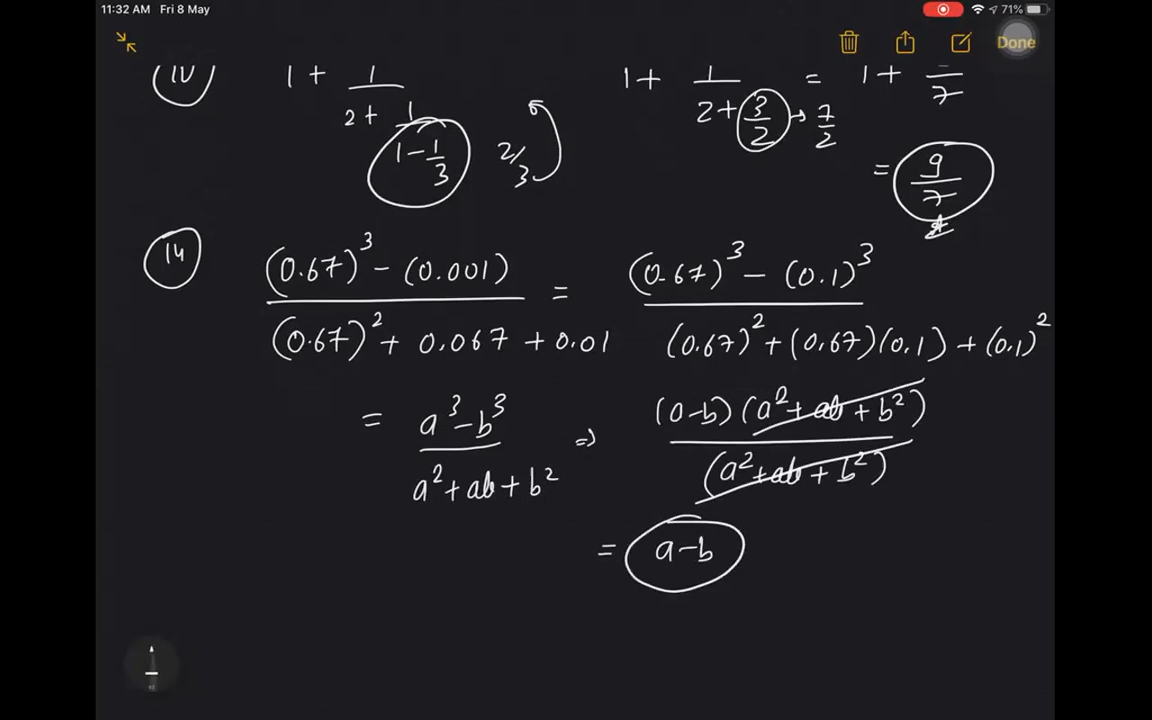 11:32 AM Fri 8 May 71%
Done
(10) 1 + 1/(2 + 1/(1 - 1/3)) 2/3 1 + 1/(2 + 3/2) → 7/2 = 1 + /7
= 9/7
(14) ((0.67)³ - (0.001))/((0.67)² + 0.067 + 0.01) = ((0.67)³ - (0.1)³)/((0.67)² + (0.67)(0.1) + (0.1)²)
= (a³ - b³)/(a² + ab + b²) ⇒ (a-b)(a² + ab + b²)/(a² + ab + b²)
= a-b